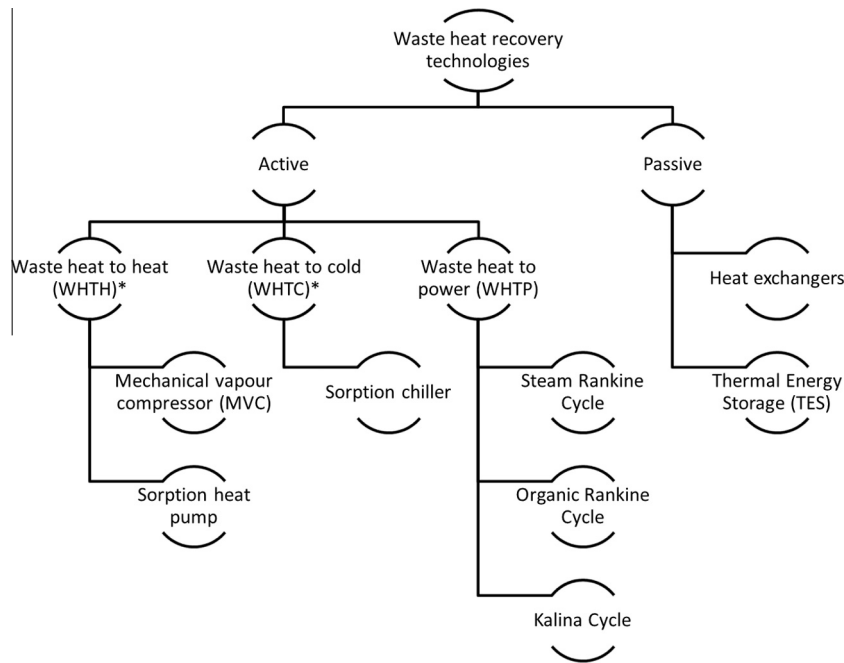 Waste heat recovery
technologies
Active
Passive
Waste heat to heat
(WHTH)*
Waste heat to cold
(WHTC)*
Waste heat to
power (WHTP)
Heat exchangers
Mechanical vapour
compressor (MVC)
Sorption chiller
Steam Rankine
Cycle
Thermal Energy
Storage (TES)
Sorption heat
pump
Organic Rankine
Cycle
Kalina Cycle